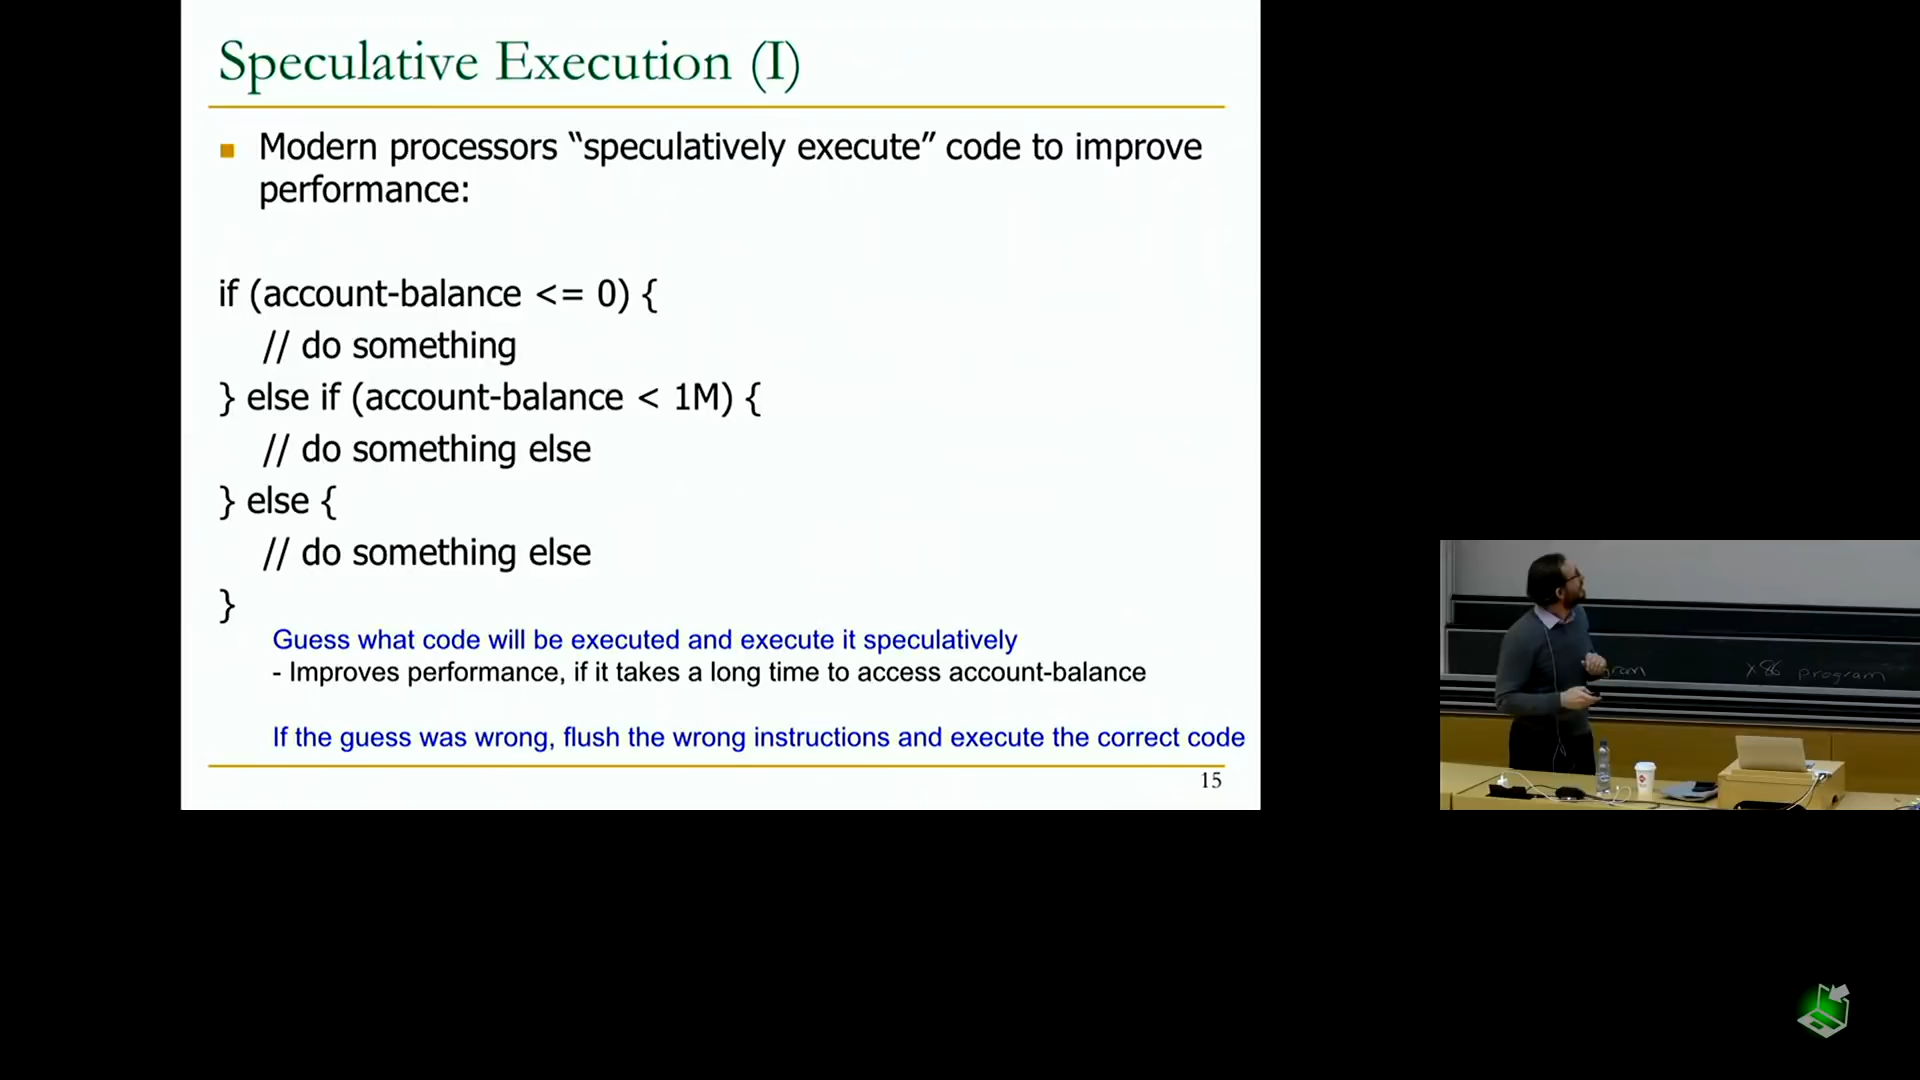 Speculative Execution (I)
Modern processors “speculatively execute” code to improve
performance:
if (account-balance <= 0) {
// do something
} else if (account-balance < 1M) {
// do something else
} else {
// do something else
}
Guess what code will be executed and execute it speculatively
- Improves performance, if it takes a long time to access account-balance
If the guess was wrong, flush the wrong instructions and execute the correct code
15
gram x86 program